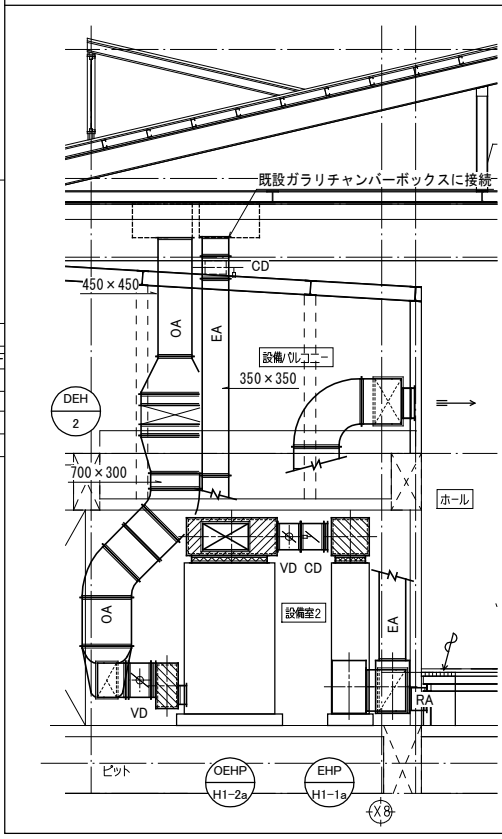 既設ガラリチャンバーボックスに接続
CD
450×450
OA
EA
設備バルコニー
350×350
DEH
2
700×300
ホール
VD CD
OA
設備室2
EA
RA
VD
ピット
OEHP
H1-2a
EHP
H1-1a
X8